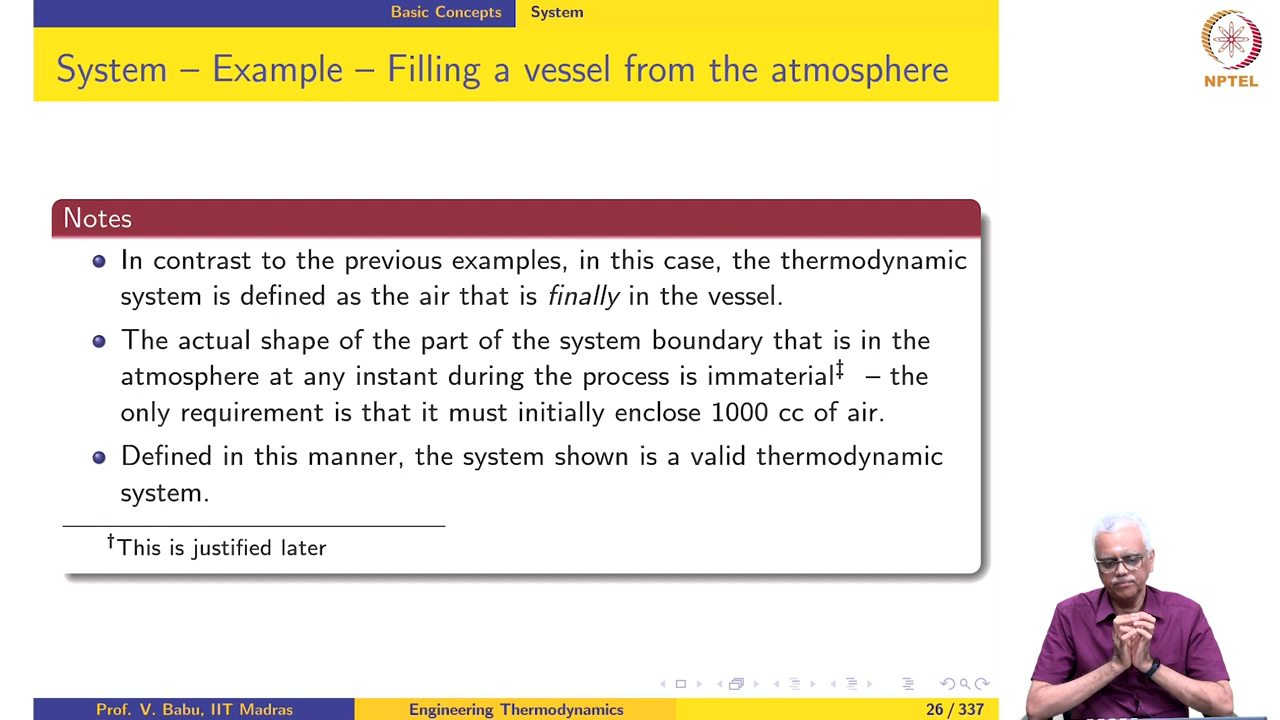 Basic Concepts System
System – Example – Filling a vessel from the atmosphere
NPTEL
Notes
In contrast to the previous examples, in this case, the thermodynamic
system is defined as the air that is finally in the vessel.
The actual shape of the part of the system boundary that is in the
atmosphere at any instant during the process is immaterial‡ – the
only requirement is that it must initially enclose 1000 cc of air.
Defined in this manner, the system shown is a valid thermodynamic
system.
†This is justified later
Prof. V. Babu, IIT Madras Engineering Thermodynamics 26 / 337